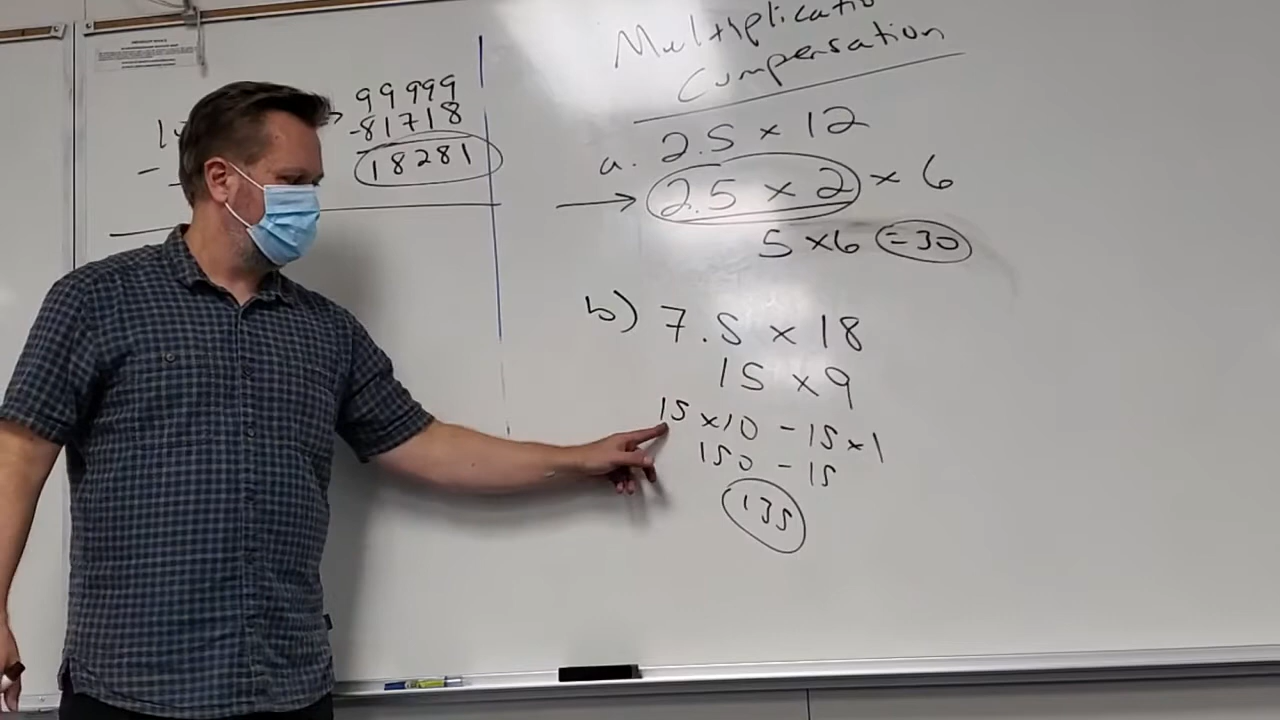 99999
-81718
18281
Multiplicatio
Compensation
a. 2.5 × 12
2.5 × 2 × 6
5 × 6 = 30
b) 7.5 × 18
15 × 9
15 × 10 - 15 × 1
150 - 15
135